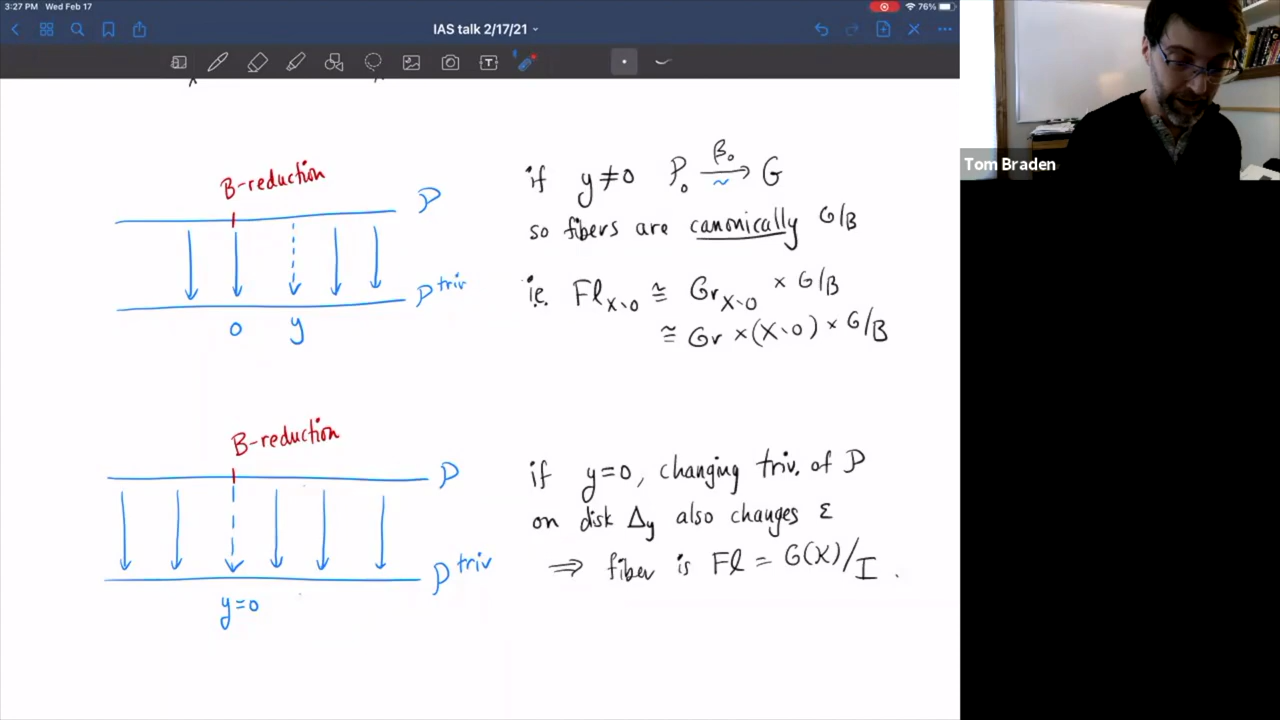 3:27 PM Wed Feb 17
76%
IAS talk 2/17/21
T
Tom Braden
B-reduction
P
P triv
0 y
if y≠0 P₀ →^{β₀}_{~} G
so fibers are canonically G/B
i.e. Fl_{X∖0} ≅ Gr_{X∖0} × G/B
≅ Gr × (X∖0) × G/B
B-reduction
P
P triv
y=0
if y=0, changing triv. of P
on disk Δ_y also changes ε
⟹ fiber is Fl = G(K)/I.